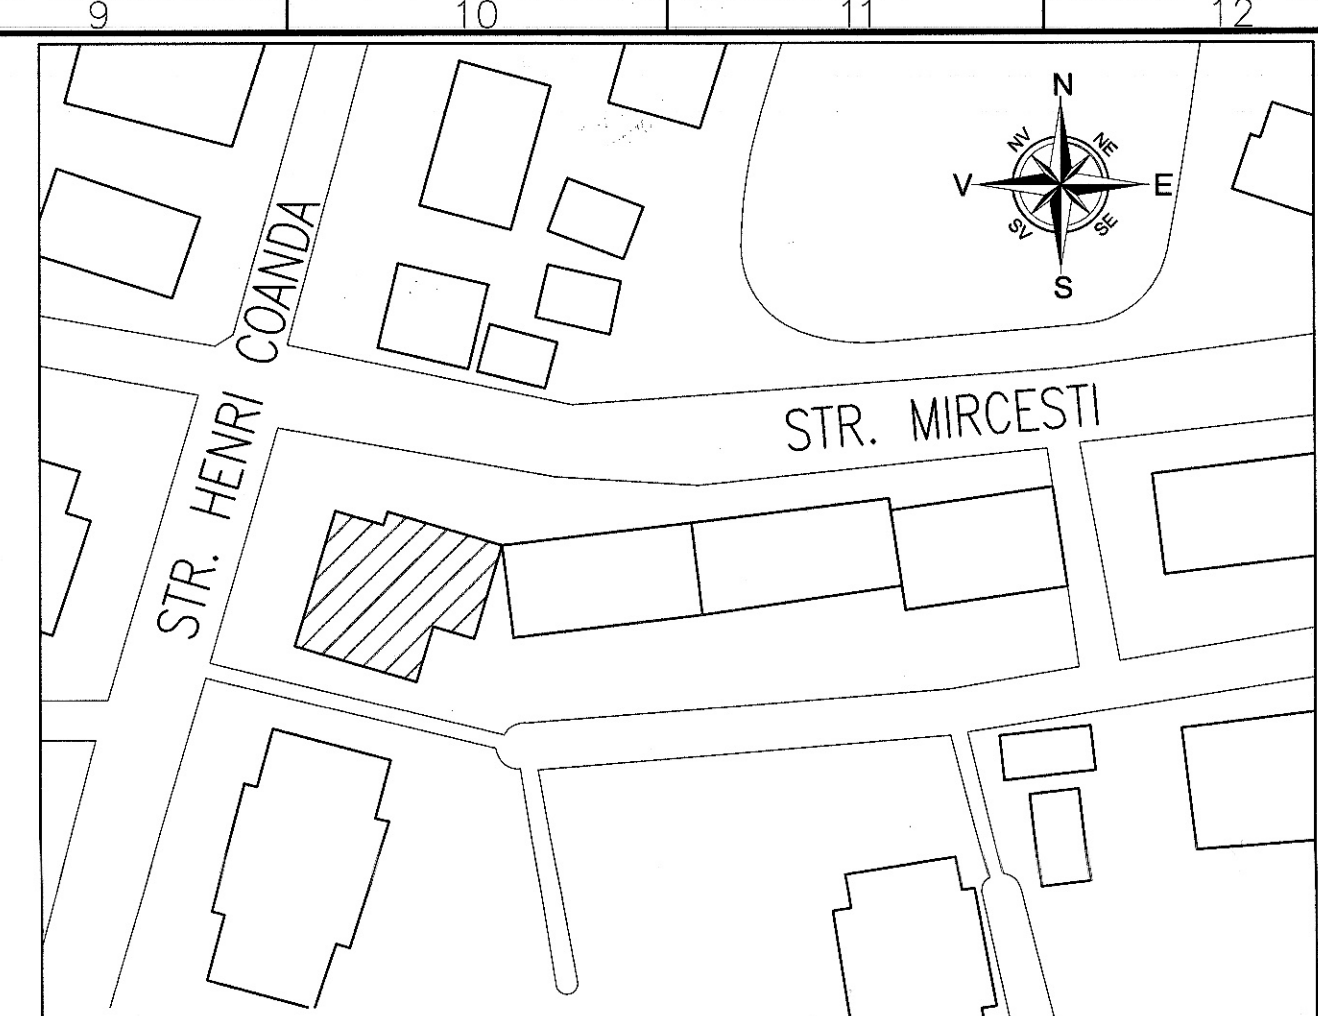 9 10 11 12
N
NV NE
V E
SV SE
S
STR. HENRI COANDA
STR. MIRCESTI